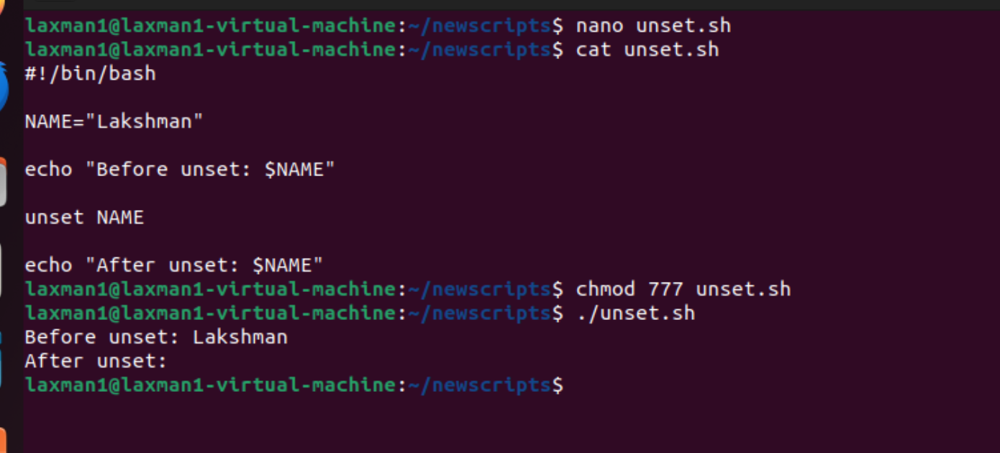 laxman1@laxman1-virtual-machine:~/newscripts$ nano unset.sh
laxman1@laxman1-virtual-machine:~/newscripts$ cat unset.sh
#!/bin/bash
NAME="Lakshman"
echo "Before unset: $NAME"
unset NAME
echo "After unset: $NAME"
laxman1@laxman1-virtual-machine:~/newscripts$ chmod 777 unset.sh
laxman1@laxman1-virtual-machine:~/newscripts$ ./unset.sh
Before unset: Lakshman
After unset:
laxman1@laxman1-virtual-machine:~/newscripts$